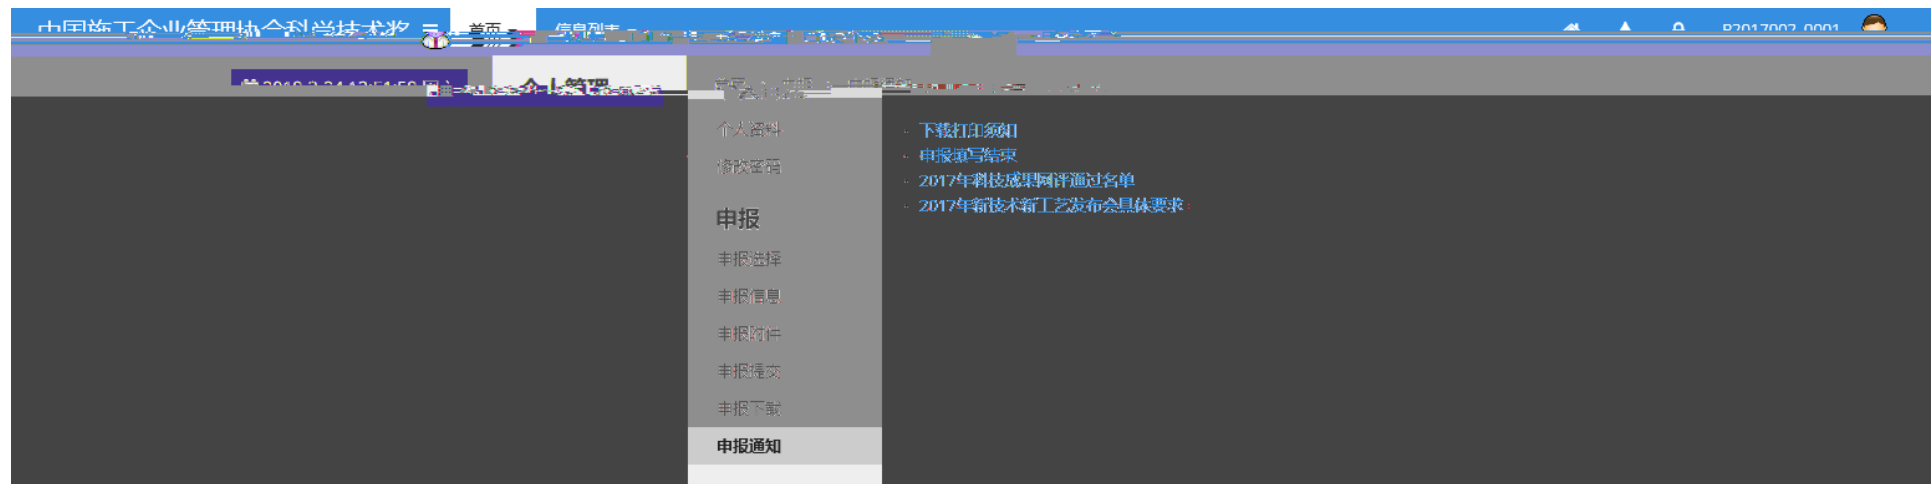 中国施工企业管理协会科学技术奖 首页 信息列表
个人管理
个人资料
修改密码
申报
申报选择
申报信息
申报附件
申报提交
申报下载
申报通知
下载打印须知
申报填写结束
2017年科技成果网评通过名单
2017年新技术新工艺发布会具体要求